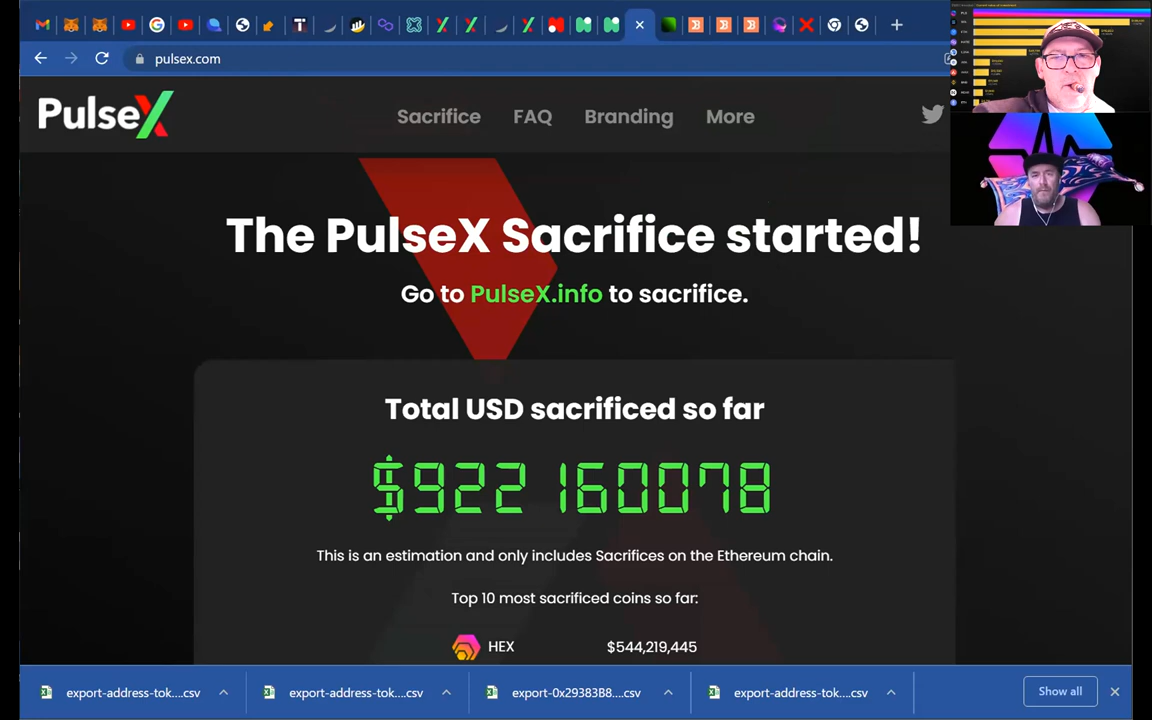 pulsex.com
PulseX
Sacrifice
FAQ
Branding
More
The PulseX Sacrifice started!
Go to PulseX.info to sacrifice.
Total USD sacrificed so far
$922 160078
This is an estimation and only includes Sacrifices on the Ethereum chain.
Top 10 most sacrificed coins so far:
HEX $544,219,445
export-address-tok....csv
export-address-tok....csv
export-0x29383B8....csv
export-address-tok....csv
Show all